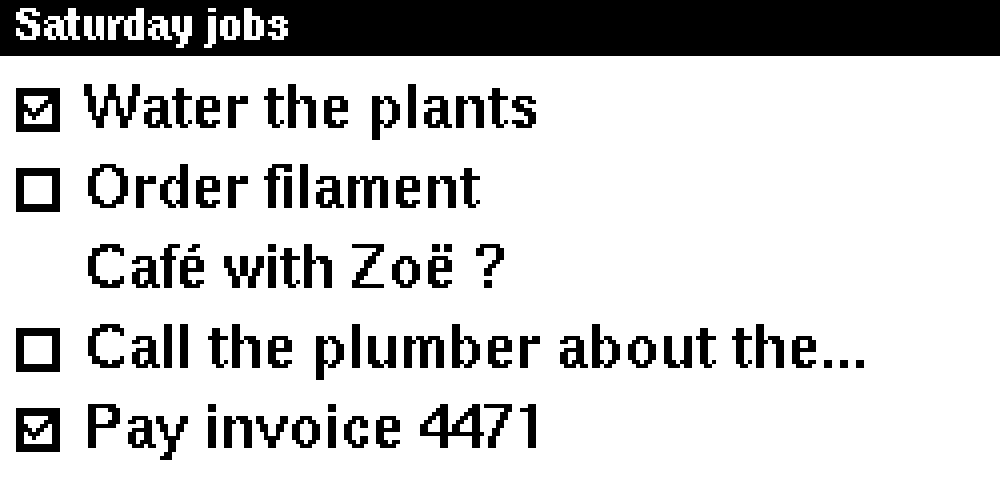 Saturday jobs
Water the plants
Order filament
Café with Zoë ?
Call the plumber about the...
Pay invoice 4471